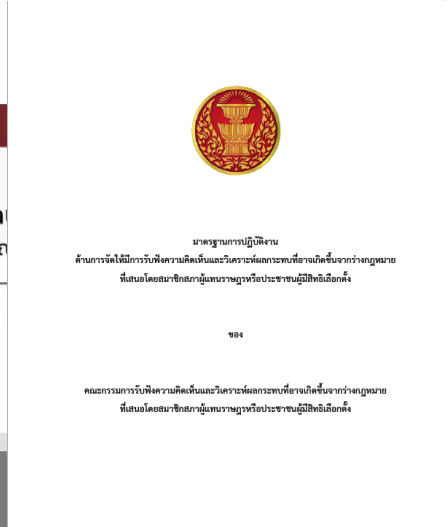 มาตรฐานการปฏิบัติงาน
ด้านการจัดให้มีการรับฟังความคิดเห็นและวิเคราะห์ผลกระทบที่อาจเกิดขึ้นจากร่างกฎหมาย
ที่เสนอโดยสมาชิกสภาผู้แทนราษฎรหรือประชาชนผู้มีสิทธิเลือกตั้ง
ของ
คณะกรรมการรับฟังความคิดเห็นและวิเคราะห์ผลกระทบที่อาจเกิดขึ้นจากร่างกฎหมาย
ที่เสนอโดยสมาชิกสภาผู้แทนราษฎรหรือประชาชนผู้มีสิทธิเลือกตั้ง